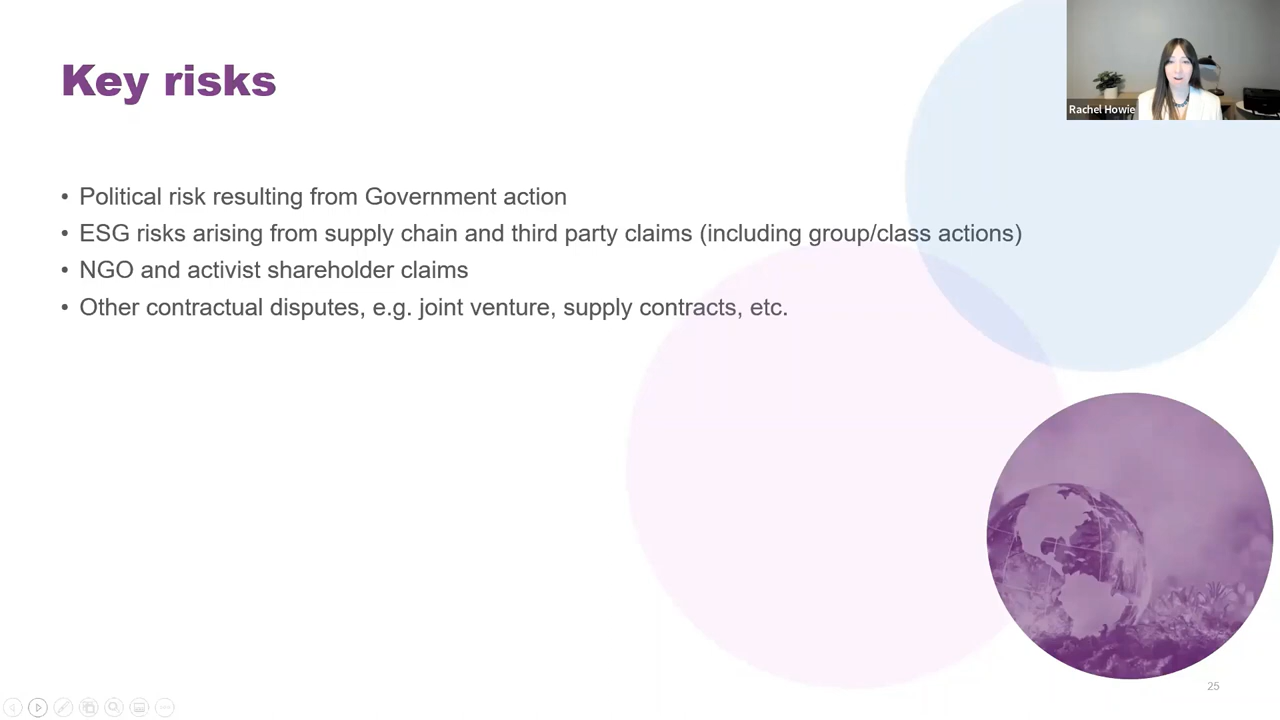 Key risks
Rachel Howie
• Political risk resulting from Government action
• ESG risks arising from supply chain and third party claims (including group/class actions)
• NGO and activist shareholder claims
• Other contractual disputes, e.g. joint venture, supply contracts, etc.
25